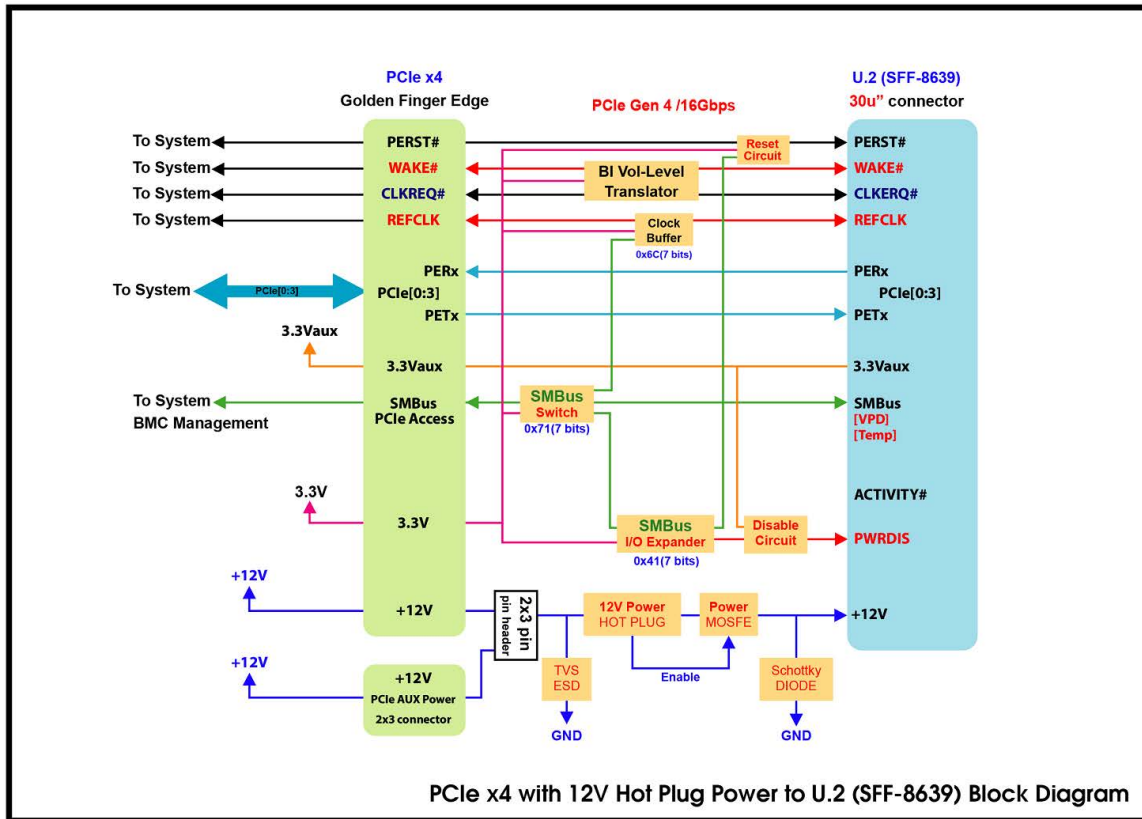 PCIe x4
Golden Finger Edge
PCIe Gen 4 /16Gbps
U.2 (SFF-8639)
30u” connector
To System
PERST#
Reset
Circuit
PERST#
To System
WAKE#
BI Vol-Level
Translator
WAKE#
To System
CLKREQ#
CLKERQ#
To System
REFCLK
Clock
Buffer
0x6C(7 bits)
REFCLK
PERx
PERx
To System
PCIe[0:3]
PCIe[0:3]
PCIe[0:3]
PETx
PETx
3.3Vaux
3.3Vaux
3.3Vaux
To System
BMC Management
SMBus
PCIe Access
SMBus
Switch
0x71(7 bits)
SMBus
[VPD]
[Temp]
ACTIVITY#
3.3V
3.3V
SMBus
I/O Expander
0x41(7 bits)
Disable
Circuit
PWRDIS
+12V
+12V
2x3 pin
pin header
12V Power
HOT PLUG
Power
MOSFE
+12V
Enable
+12V
+12V
PCIe AUX Power
2x3 connector
TVS
ESD
Schottky
DIODE
GND
GND
PCIe x4 with 12V Hot Plug Power to U.2 (SFF-8639) Block Diagram